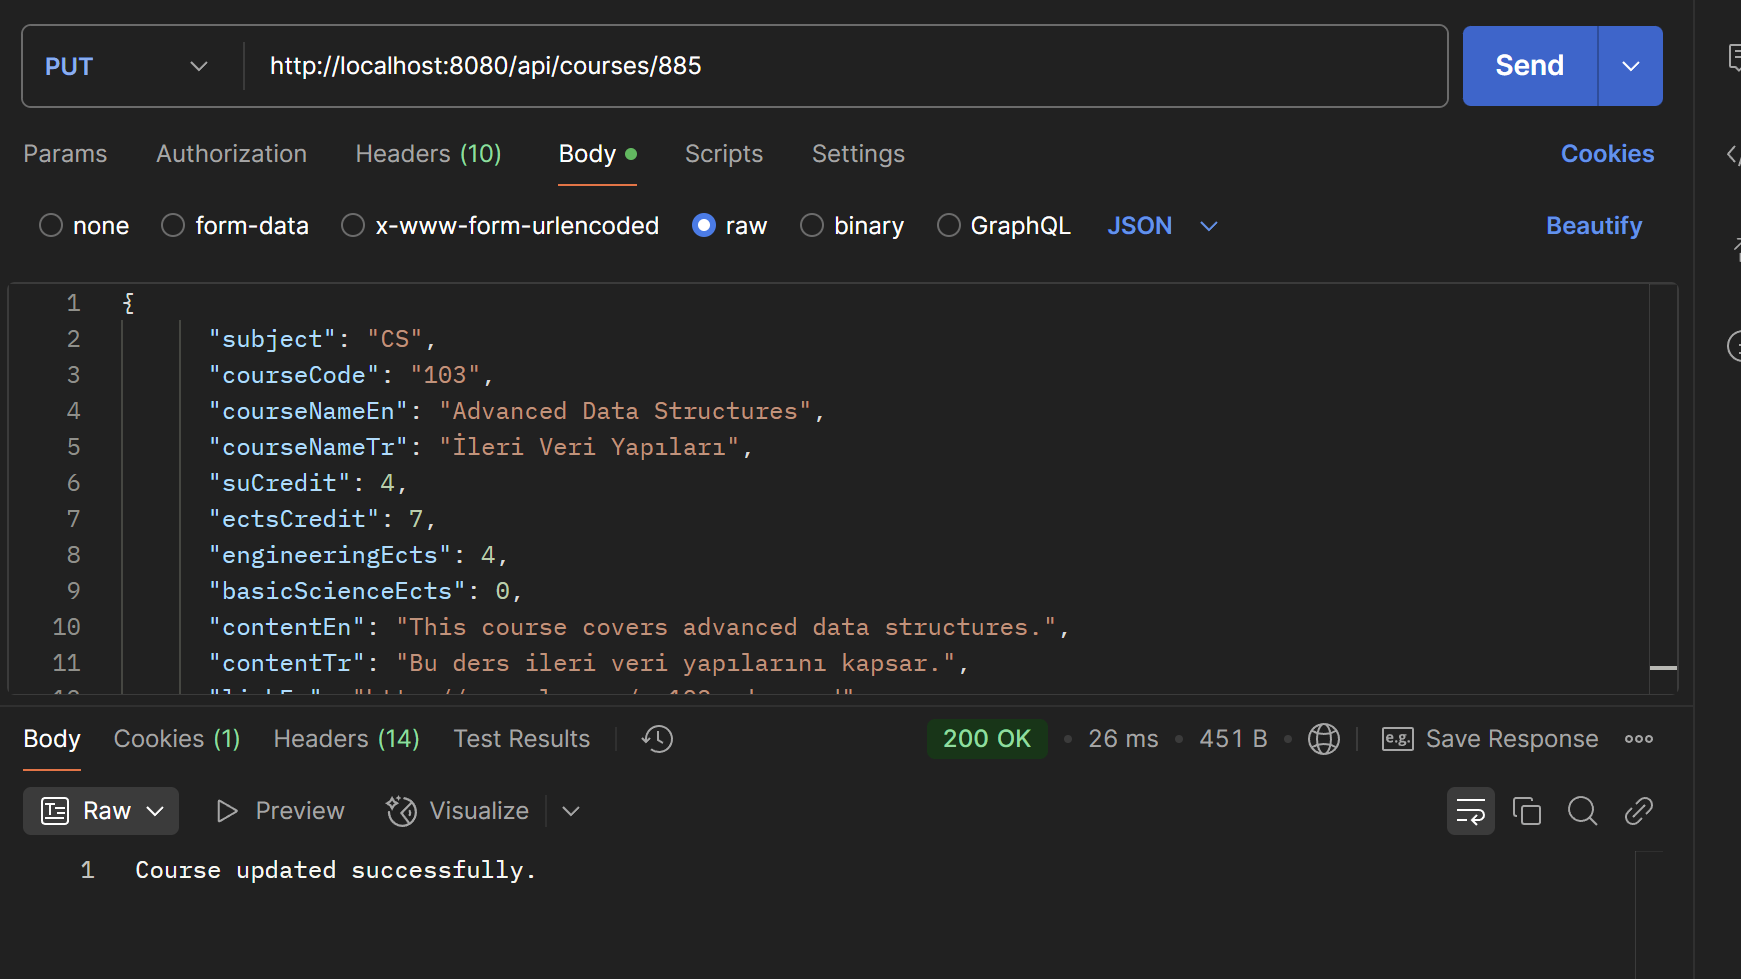 PUT http://localhost:8080/api/courses/885 Send
Params Authorization Headers (10) Body Scripts Settings Cookies
none form-data x-www-form-urlencoded raw binary GraphQL JSON Beautify
1 {
2 "subject": "CS",
3 "courseCode": "103",
4 "courseNameEn": "Advanced Data Structures",
5 "courseNameTr": "İleri Veri Yapıları",
6 "suCredit": 4,
7 "ectsCredit": 7,
8 "engineeringEcts": 4,
9 "basicScienceEcts": 0,
10 "contentEn": "This course covers advanced data structures.",
11 "contentTr": "Bu ders ileri veri yapılarını kapsar.",
Body Cookies (1) Headers (14) Test Results 200 OK • 26 ms • 451 B • e.g. Save Response
Raw Preview Visualize
1 Course updated successfully.